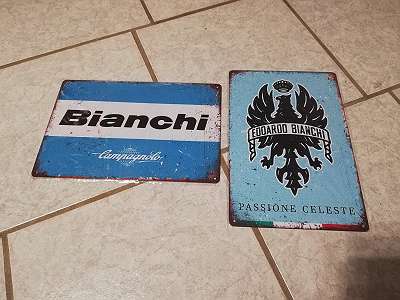 Bianchi
Campagnolo
EDOARDO BIANCHI
PASSIONE CELESTE